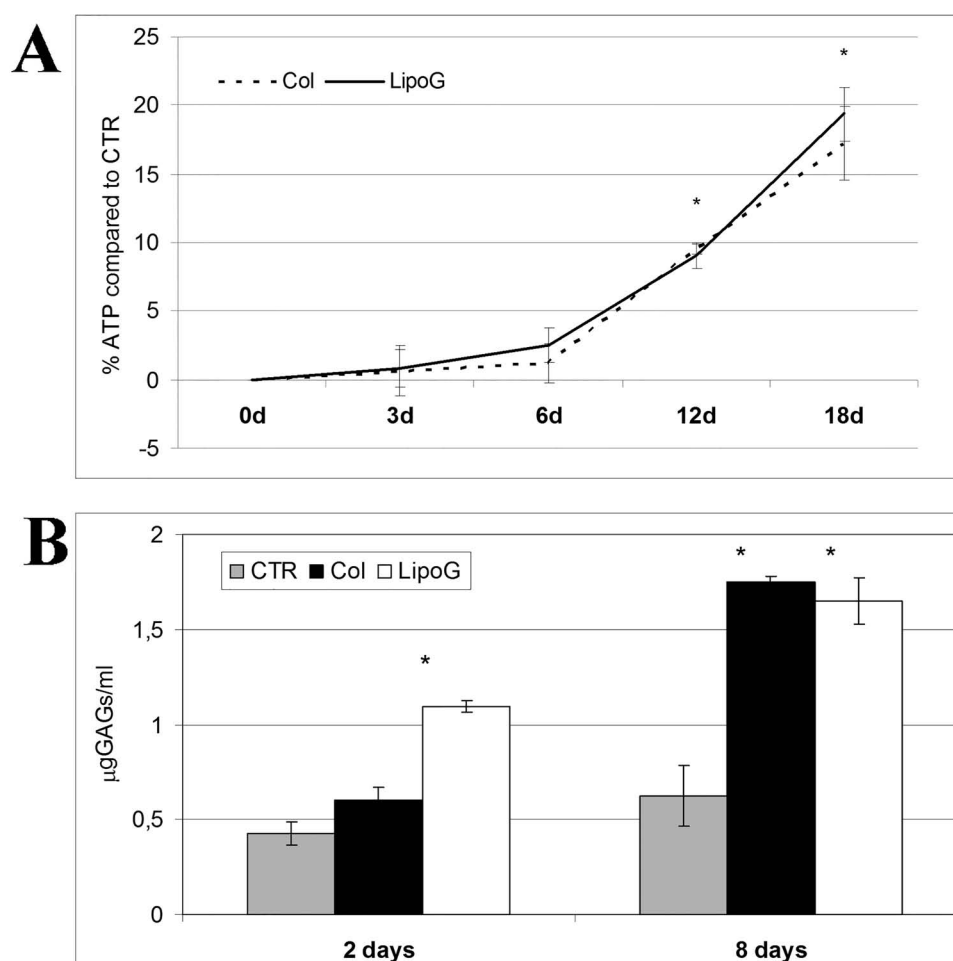 A
25
20
15
10
5
0
-5
% ATP compared to CTR
Col LipoG
*
*
0d 3d 6d 12d 18d
B
2
1,5
1
0,5
0
µgGAGs/ml
CTR Col LipoG
*
* *
2 days 8 days